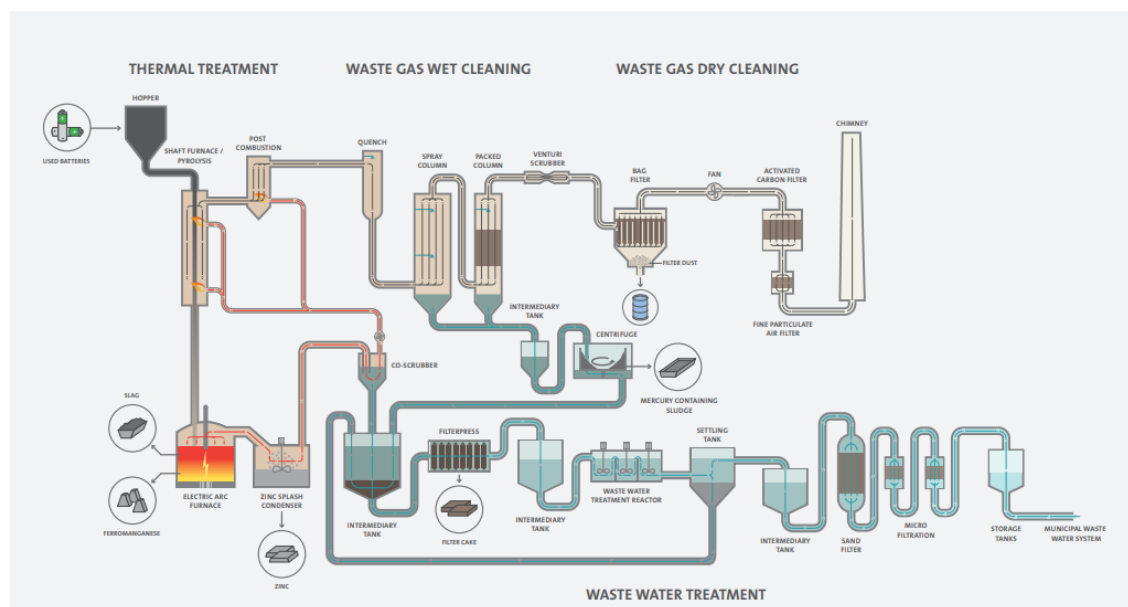 THERMAL TREATMENT
WASTE GAS WET CLEANING
WASTE GAS DRY CLEANING
HOPPER
USED BATTERIES
SHAFT FURNACE /
PYROLYSIS
POST
COMBUSTION
QUENCH
SPRAY
COLUMN
PACKED
COLUMN
VENTURI
SCRUBBER
BAG
FILTER
FAN
ACTIVATED
CARBON FILTER
CHIMNEY
FILTER DUST
INTERMEDIARY
TANK
CENTRIFUGE
FINE PARTICULATE
AIR FILTER
CO-SCRUBBER
MERCURY CONTAINING
SLUDGE
SLAG
FERROMANGANESE
ELECTRIC ARC
FURNACE
ZINC SPLASH
CONDENSER
ZINC
INTERMEDIARY
TANK
FILTERPRESS
FILTER CAKE
INTERMEDIARY
TANK
WASTE WATER
TREATMENT REACTOR
SETTLING
TANK
INTERMEDIARY
TANK
SAND
FILTER
MICRO
FILTRATION
STORAGE
TANKS
MUNICIPAL WASTE
WATER SYSTEM
WASTE WATER TREATMENT